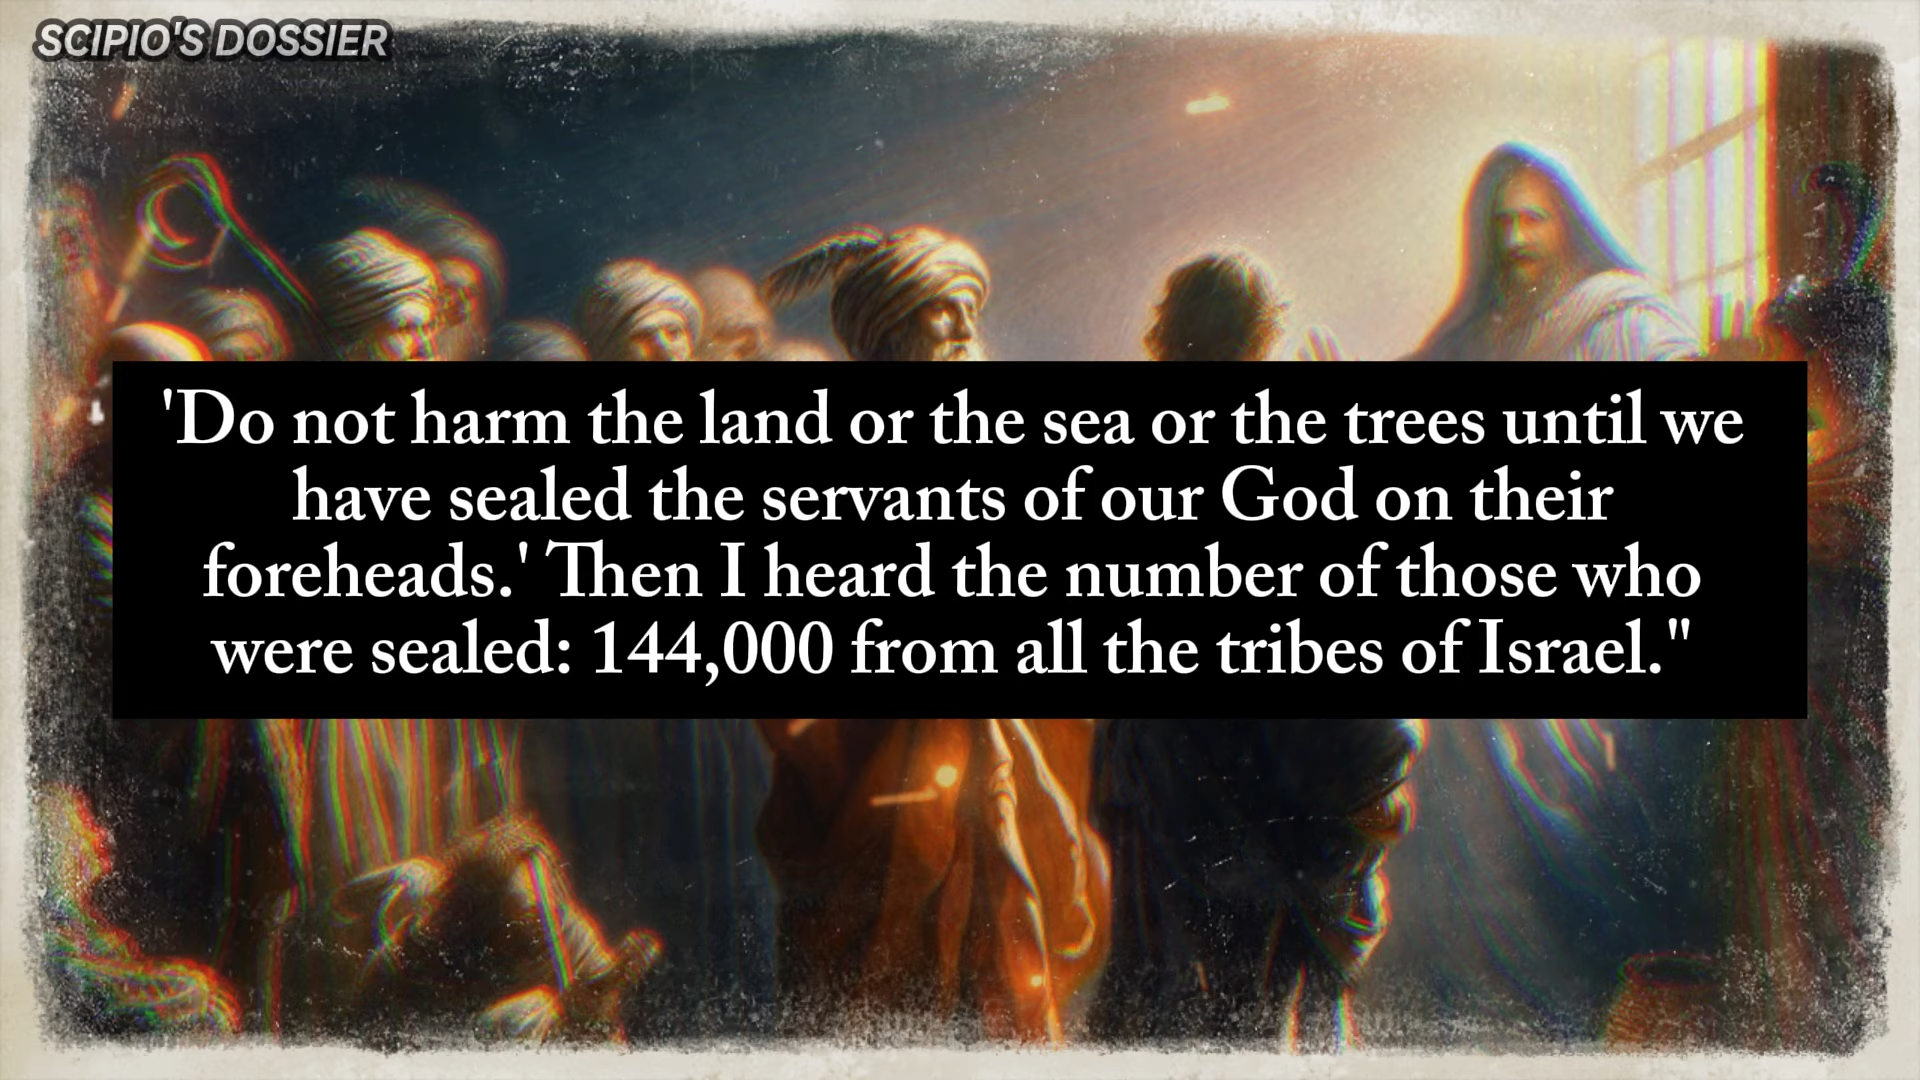 SCIPIO'S DOSSIER
'Do not harm the land or the sea or the trees until we
have sealed the servants of our God on their
foreheads.' Then I heard the number of those who
were sealed: 144,000 from all the tribes of Israel."